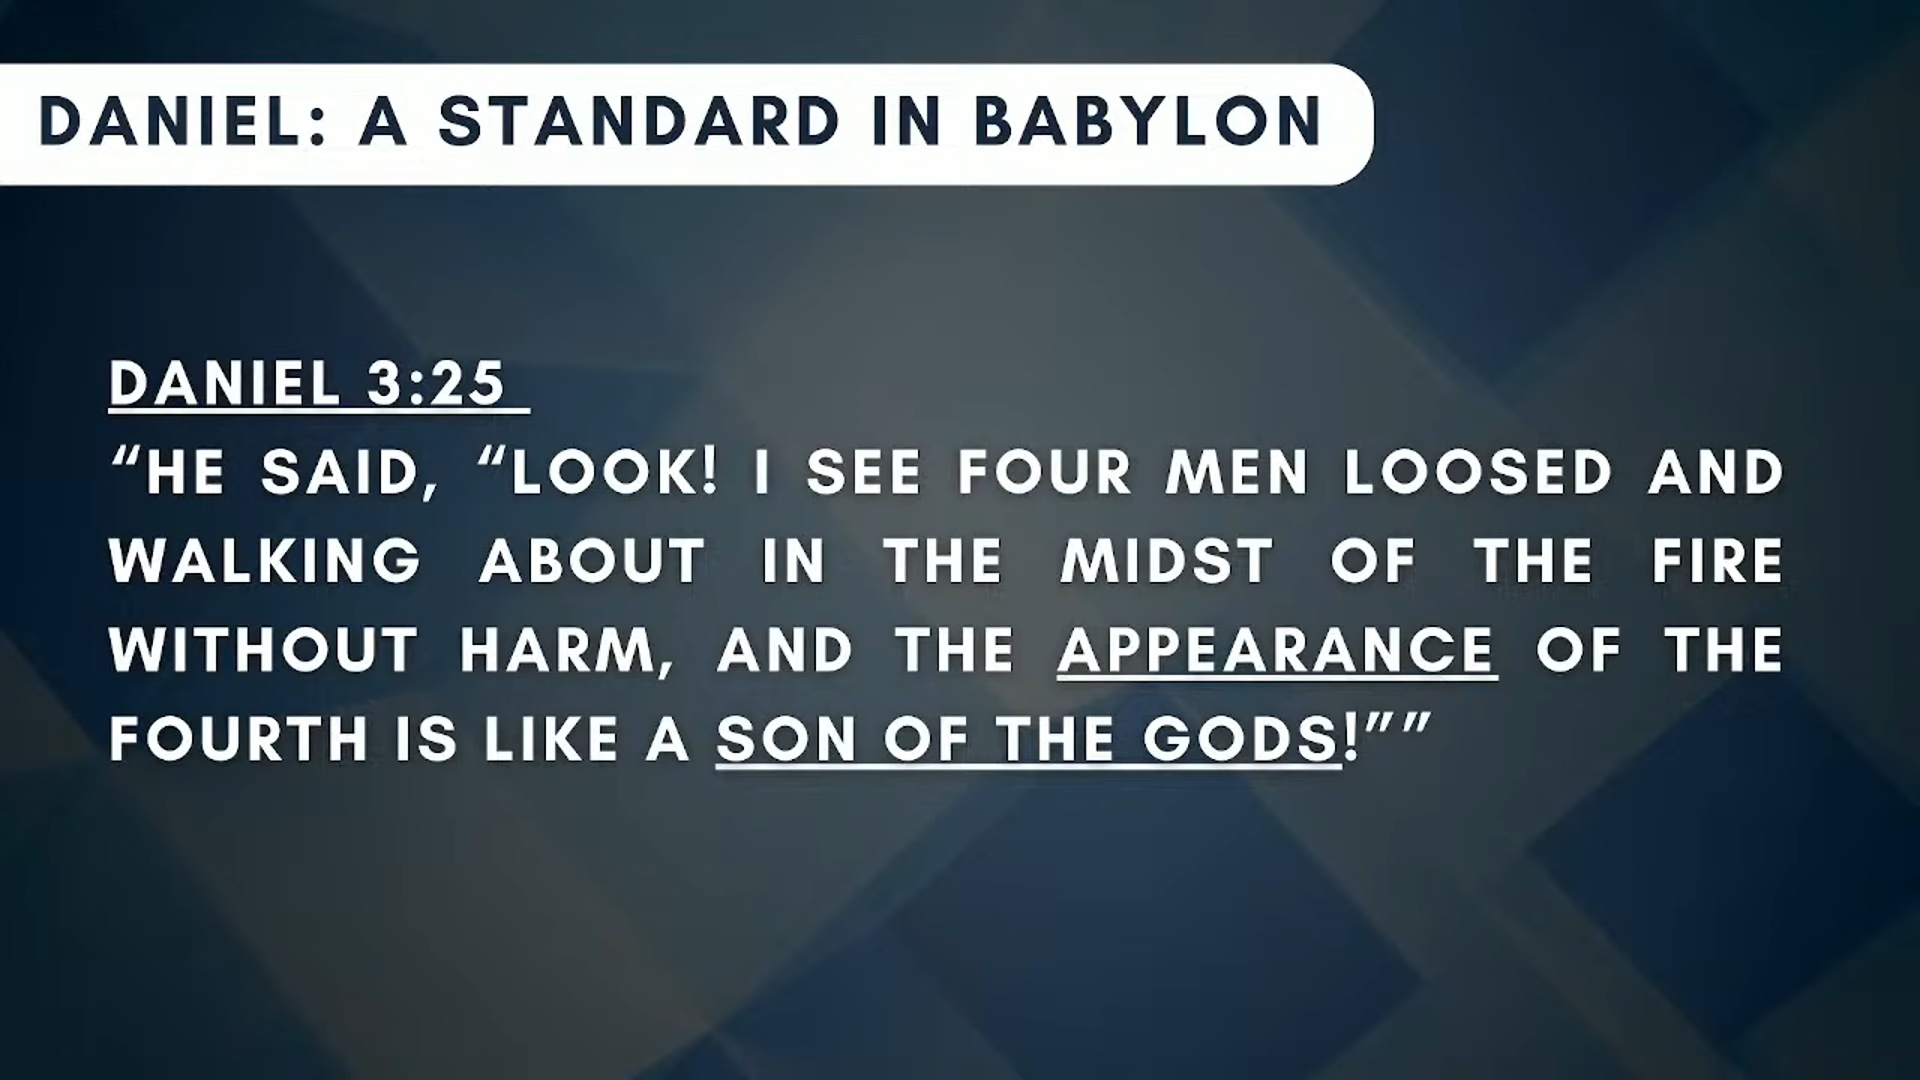 DANIEL: A STANDARD IN BABYLON
DANIEL 3:25
“HE SAID, “LOOK! I SEE FOUR MEN LOOSED AND
WALKING ABOUT IN THE MIDST OF THE FIRE
WITHOUT HARM, AND THE APPEARANCE OF THE
FOURTH IS LIKE A SON OF THE GODS!””